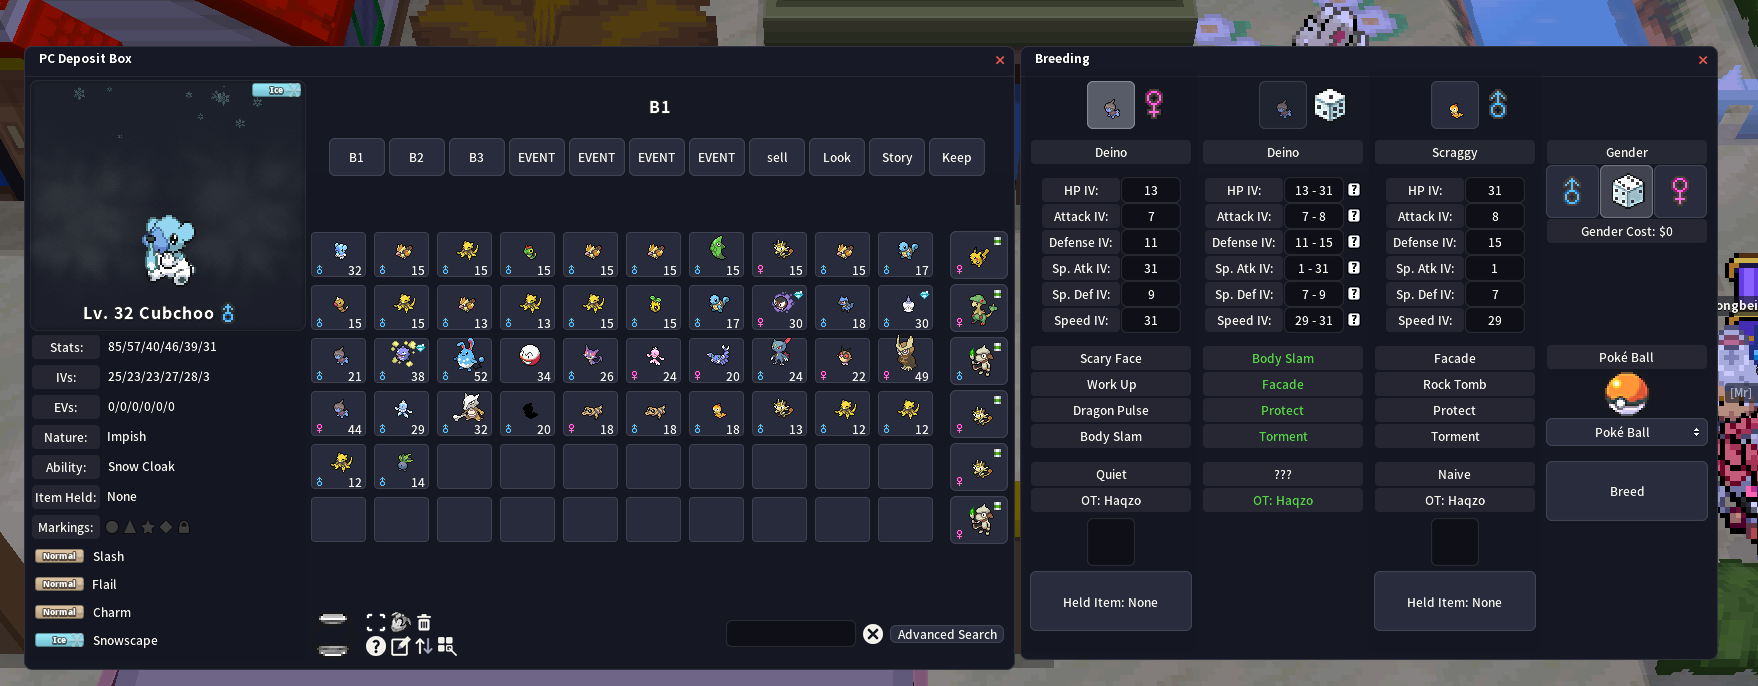 PC Deposit Box
Ice
B1
B1 B2 B3 EVENT EVENT EVENT EVENT sell Look Story Keep
Lv. 32 Cubchoo
Stats: 85/57/40/46/39/31
IVs: 25/23/23/27/28/3
EVs: 0/0/0/0/0/0
Nature: Impish
Ability: Snow Cloak
Item Held: None
Markings:
Normal Slash
Normal Flail
Normal Charm
Ice Snowscape
32 15 15 15 15 15 15 15 15 17
15 15 13 13 15 15 17 30 18 30
21 38 52 34 26 24 20 24 22 49
44 29 32 20 18 18 18 13 12 12
12 14
Advanced Search
Breeding
Deino Deino Scraggy Gender
HP IV: 13 HP IV: 13 - 31 ? HP IV: 31
Attack IV: 7 Attack IV: 7 - 8 ? Attack IV: 8
Gender Cost: $0
Defense IV: 11 Defense IV: 11 - 15 ? Defense IV: 15
Sp. Atk IV: 31 Sp. Atk IV: 1 - 31 ? Sp. Atk IV: 1
Sp. Def IV: 9 Sp. Def IV: 7 - 9 ? Sp. Def IV: 7
Speed IV: 31 Speed IV: 29 - 31 ? Speed IV: 29
Scary Face Body Slam Facade Poké Ball
Work Up Facade Rock Tomb
Dragon Pulse Protect Protect
Body Slam Torment Torment Poké Ball
Quiet ??? Naive
OT: Haqzo OT: Haqzo OT: Haqzo
Breed
Held Item: None Held Item: None
ongbei
[Mr]